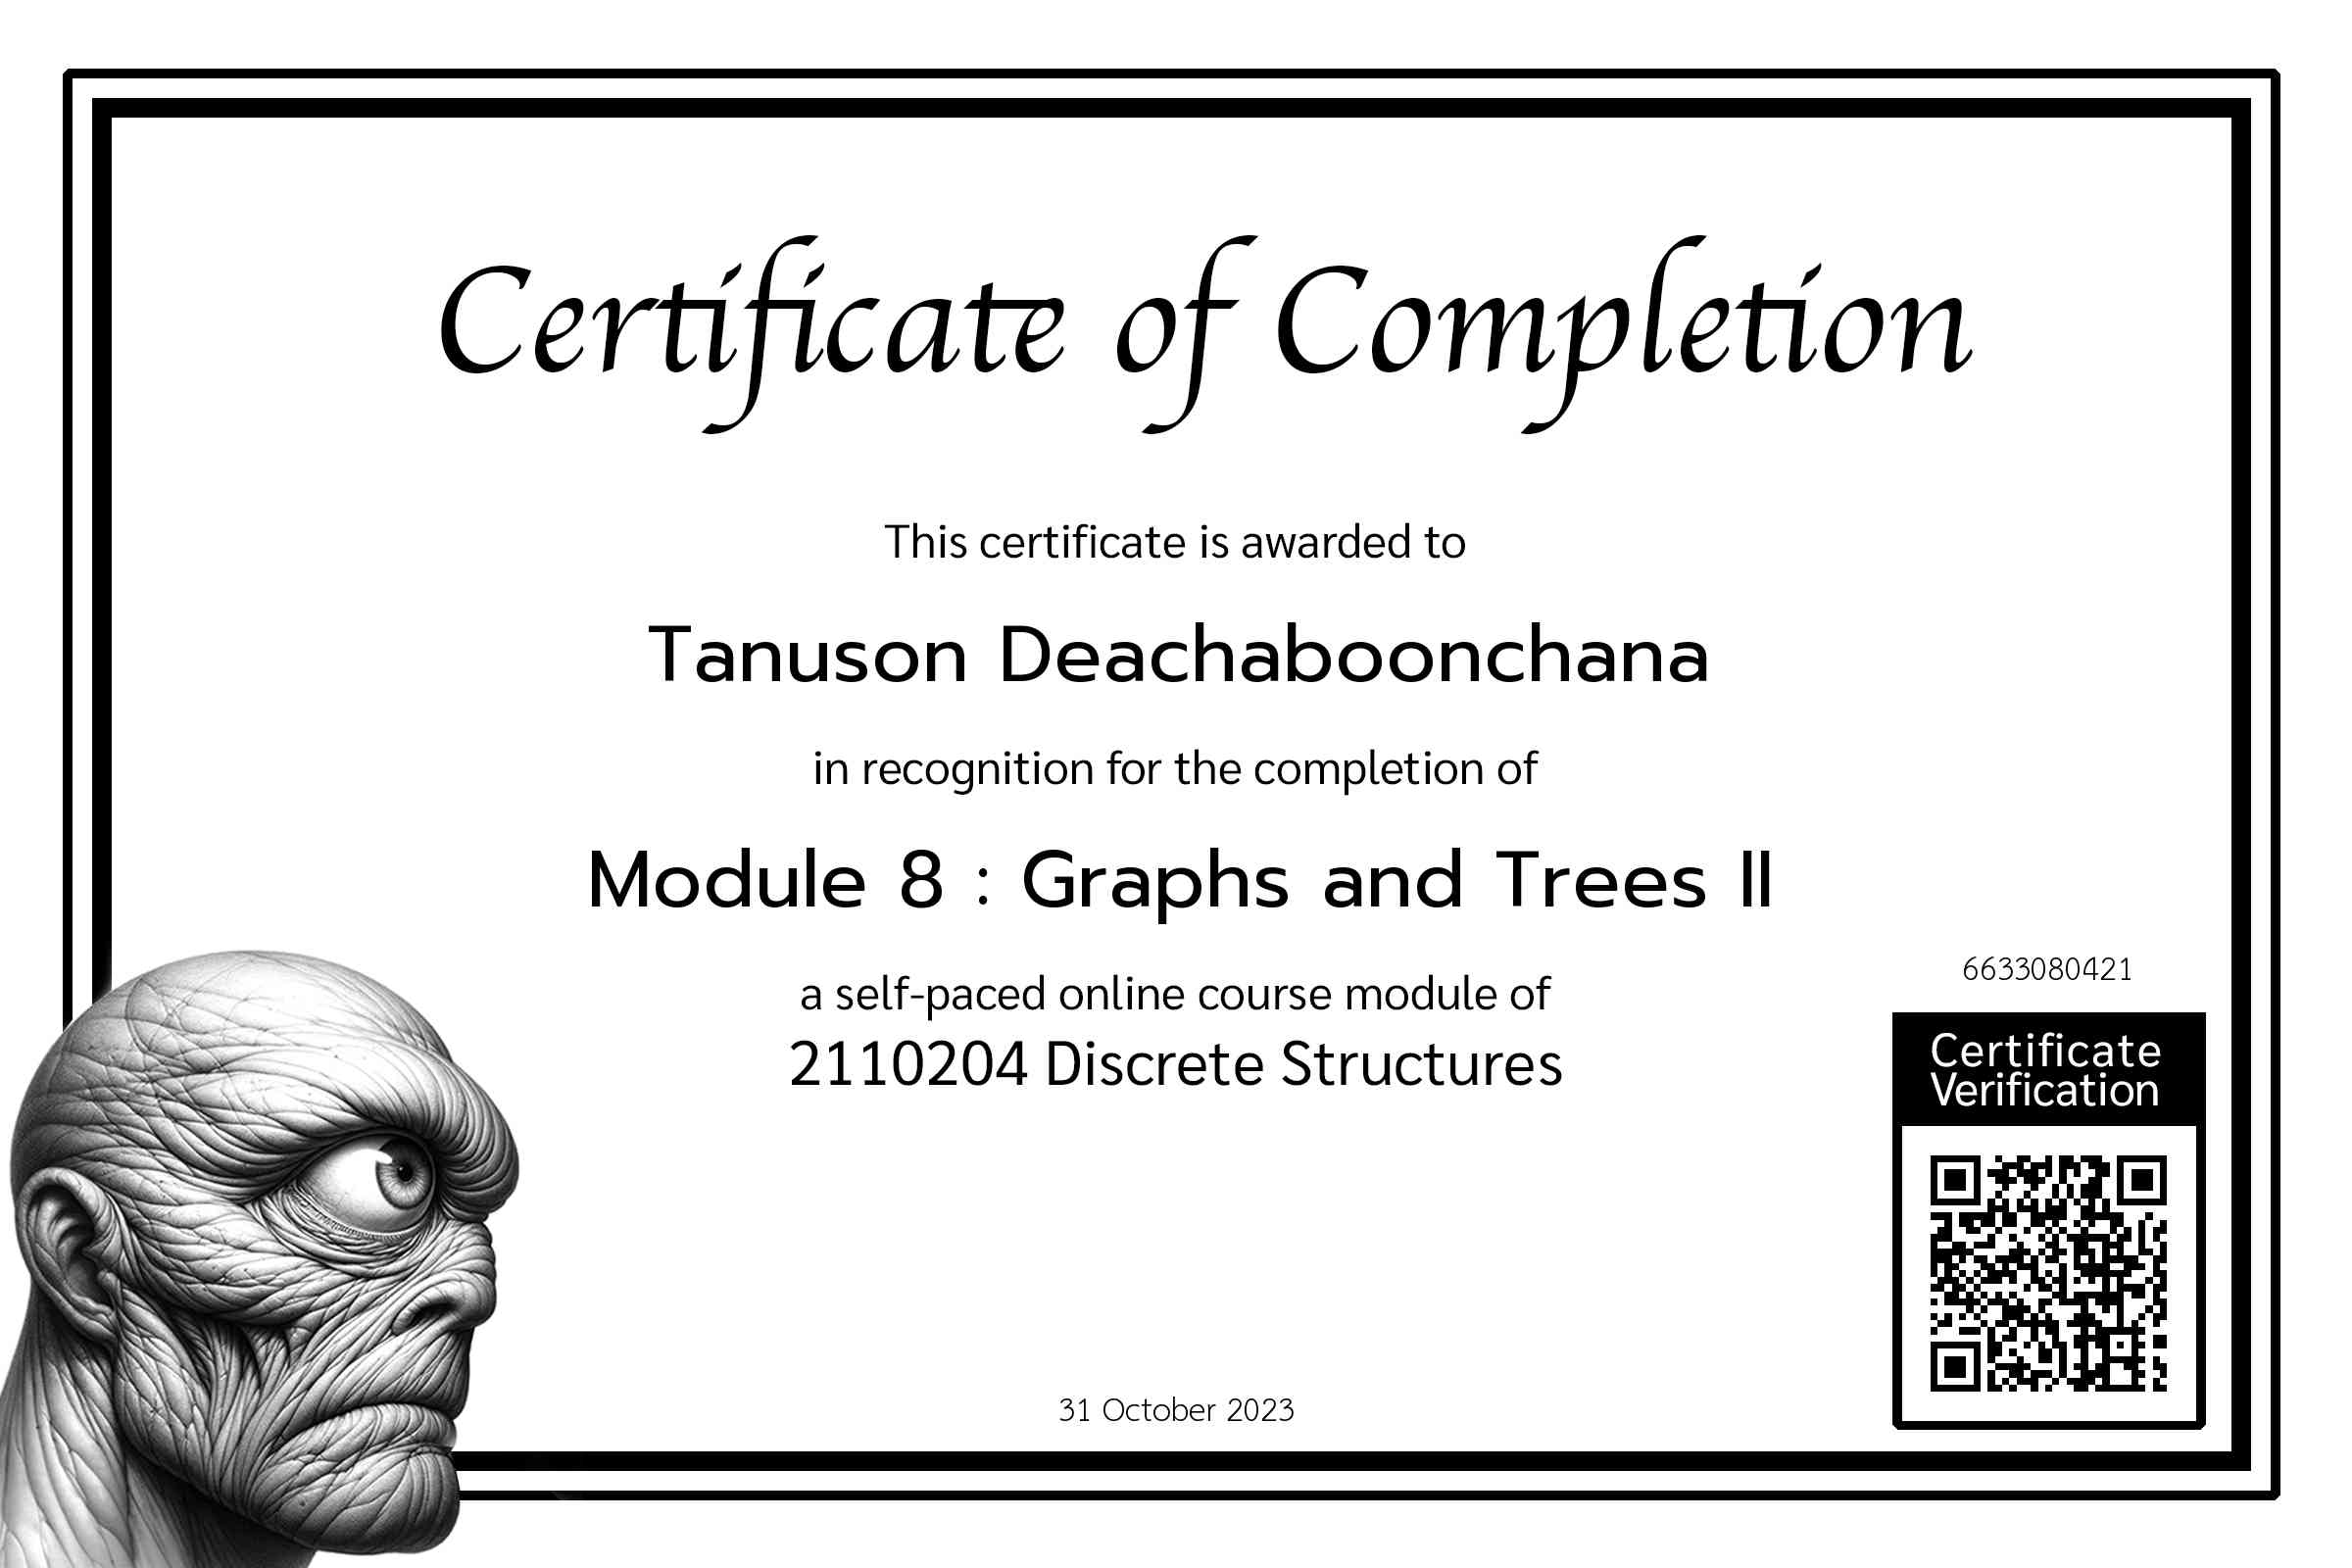 Certificate of Completion
This certificate is awarded to
Tanuson Deachaboonchana
in recognition for the completion of
Module 8 : Graphs and Trees II
a self-paced online course module of
2110204 Discrete Structures
6633080421
Certificate
Verification
31 October 2023